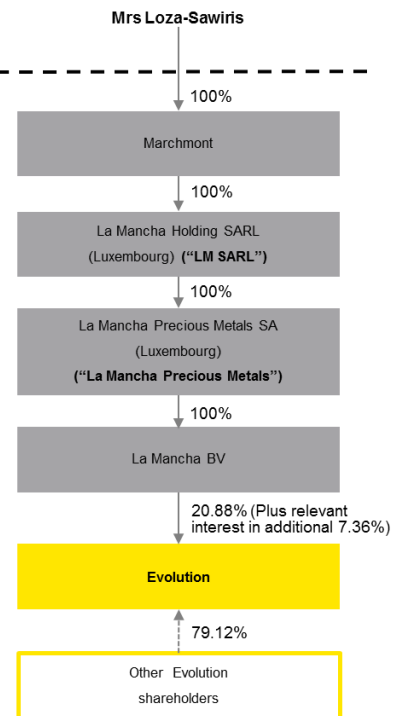 Mrs Loza-Sawiris
100%
Marchmont
100%
La Mancha Holding SARL
(Luxembourg) (“LM SARL”)
100%
La Mancha Precious Metals SA
(Luxembourg)
(“La Mancha Precious Metals”)
100%
La Mancha BV
20.88% (Plus relevant
interest in additional 7.36%)
Evolution
79.12%
Other Evolution
shareholders